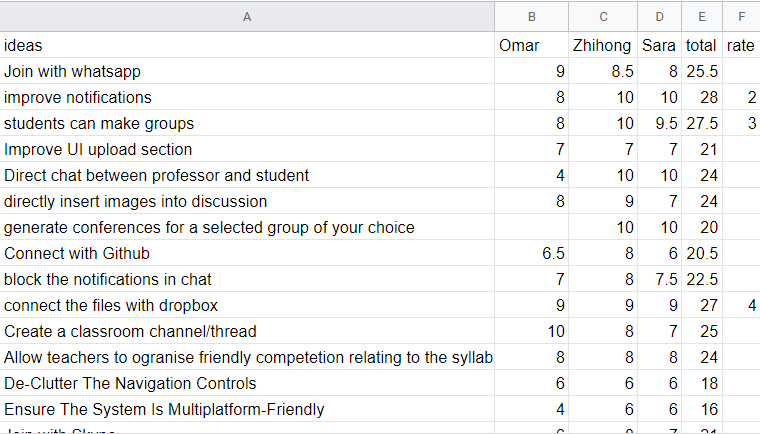 A B C D E F
ideas Omar Zhihong Sara total rate
Join with whatsapp 9 8.5 8 25.5
improve notifications 8 10 10 28 2
students can make groups 8 10 9.5 27.5 3
Improve UI upload section 7 7 7 21
Direct chat between professor and student 4 10 10 24
directly insert images into discussion 8 9 7 24
generate conferences for a selected group of your choice 10 10 20
Connect with Github 6.5 8 6 20.5
block the notifications in chat 7 8 7.5 22.5
connect the files with dropbox 9 9 9 27 4
Create a classroom channel/thread 10 8 7 25
Allow teachers to ogranise friendly competetion relating to the syllab 8 8 8 24
De-Clutter The Navigation Controls 6 6 6 18
Ensure The System Is Multiplatform-Friendly 4 6 6 16
Join with Skype